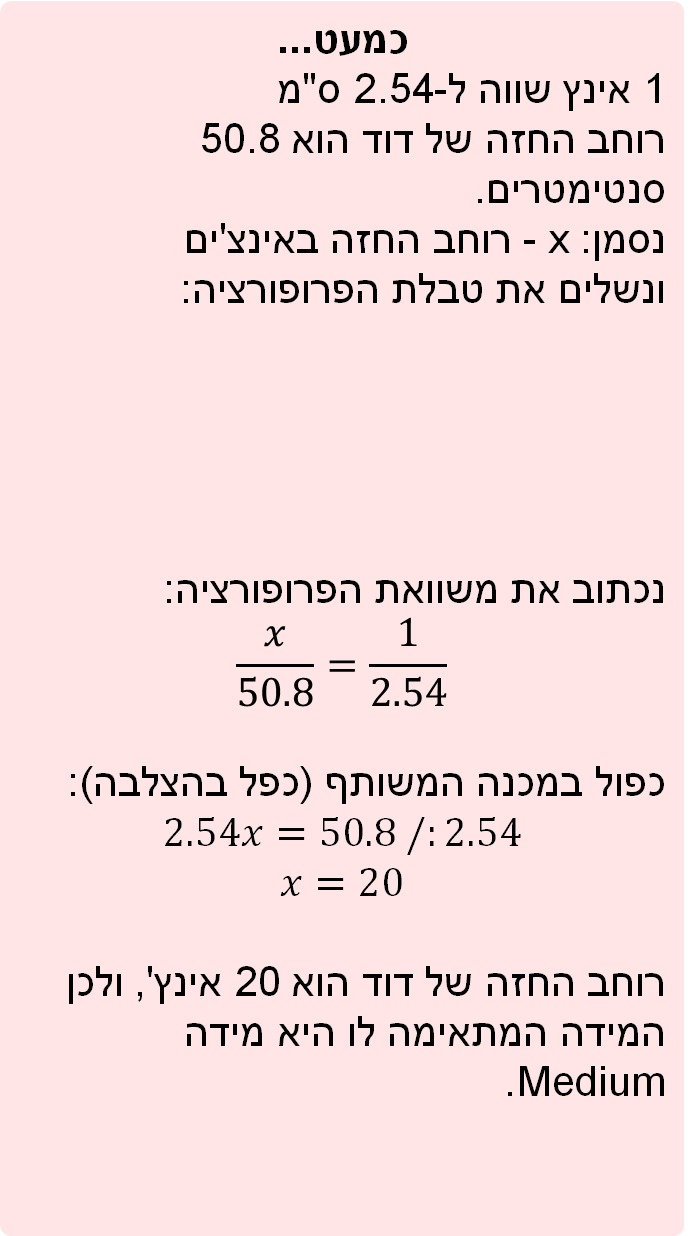 כמעט...
1 אינץ שווה ל-2.54 ס"מ
רוחב החזה של דוד הוא 50.8
סנטימטרים.
נסמן: x - רוחב החזה באינצ'ים
ונשלים את טבלת הפרופורציה:
נכתוב את משוואת הפרופורציה:
x/50.8 = 1/2.54
כפול במכנה המשותף (כפל בהצלבה):
2.54x = 50.8 /: 2.54
x = 20
רוחב החזה של דוד הוא 20 אינץ', ולכן
המידה המתאימה לו היא מידה
Medium.